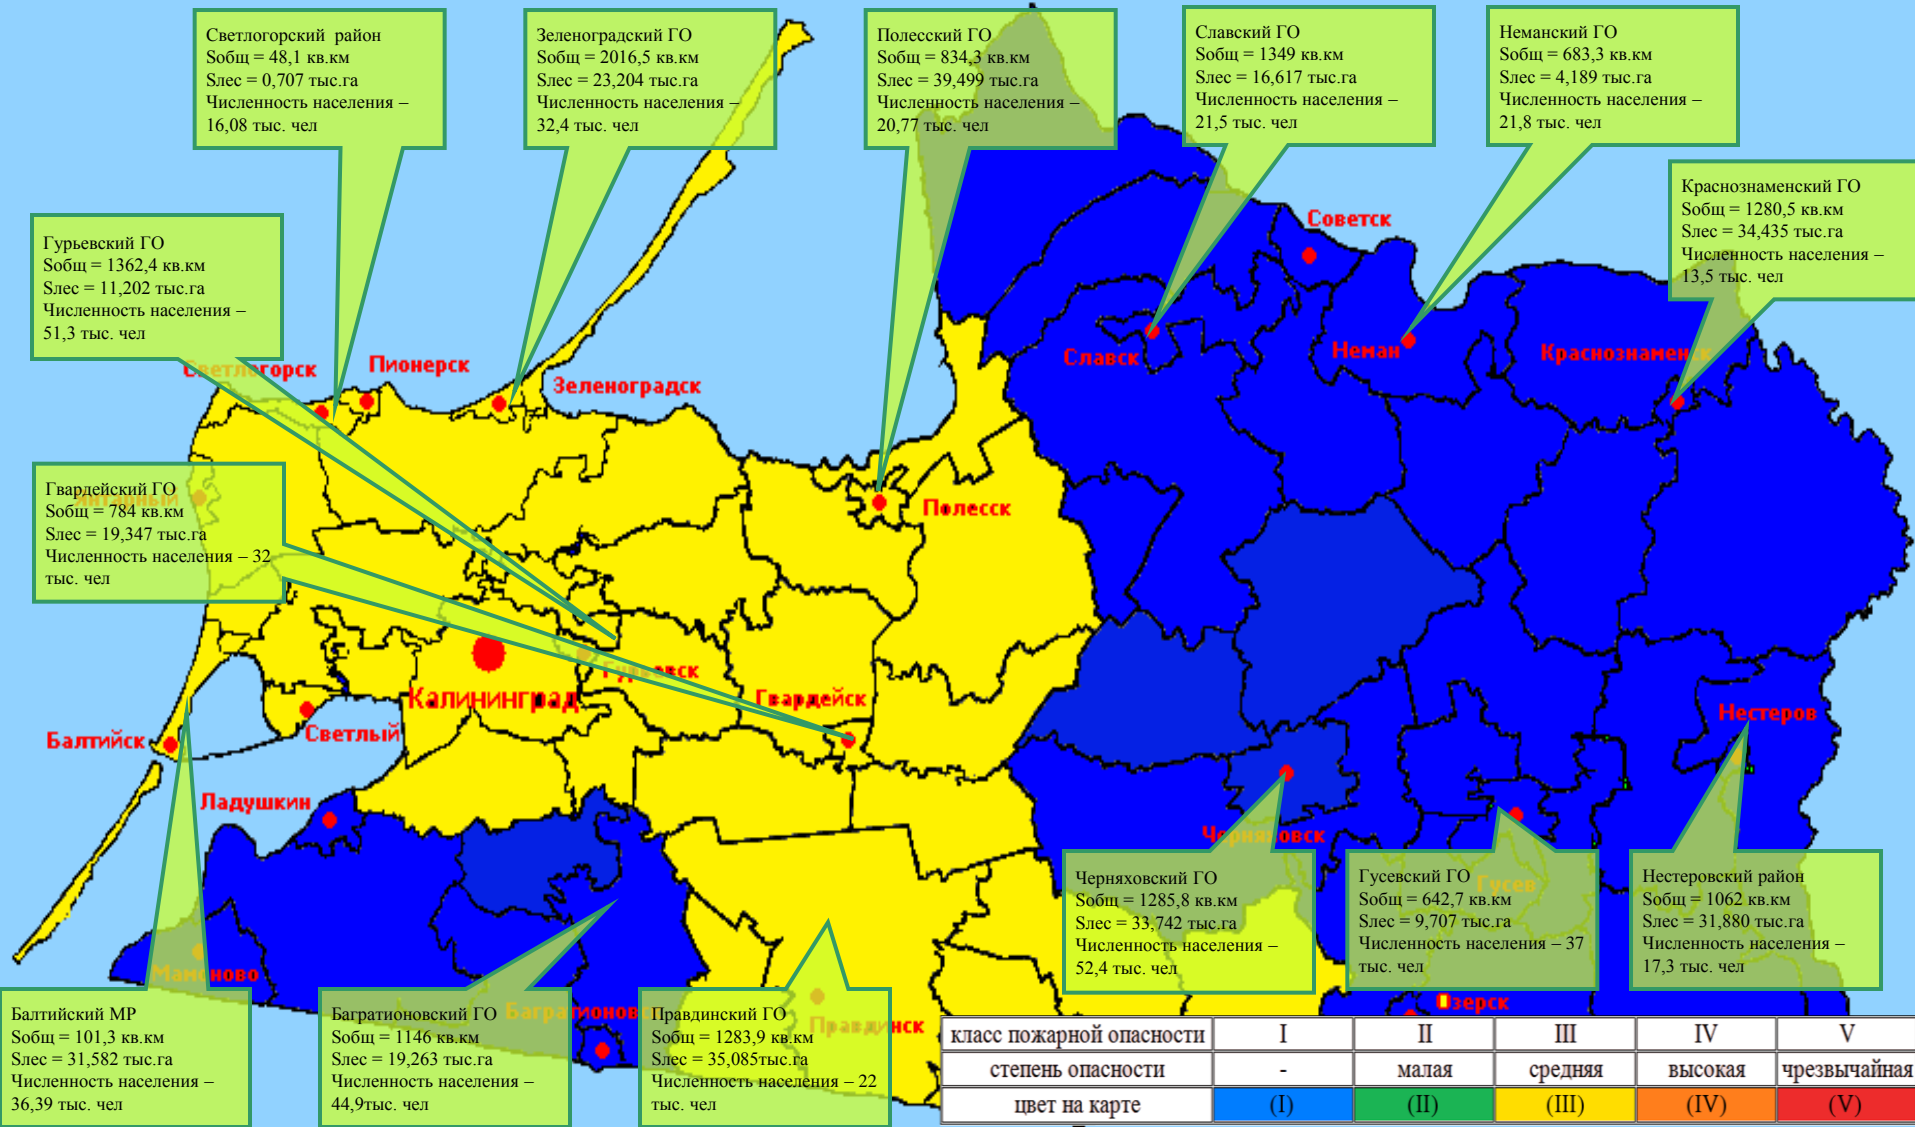 Светлогорский район
Sобщ = 48,1 кв.км
Sлес = 0,707 тыс.га
Численность населения –
16,08 тыс. чел
Зеленоградский ГО
Sобщ = 2016,5 кв.км
Sлес = 23,204 тыс.га
Численность населения –
32,4 тыс. чел
Полесский ГО
Sобщ = 834,3 кв.км
Sлес = 39,499 тыс.га
Численность населения -
20,77 тыс. чел
Славский ГО
Sобщ = 1349 кв.км
Sлес = 16,617 тыс.га
Численность населения –
21,5 тыс. чел
Неманский ГО
Sобщ = 683,3 кв.км
Sлес = 4,189 тыс.га
Численность населения –
21,8 тыс. чел
Краснознаменский ГО
Sобщ = 1280,5 кв.км
Sлес = 34,435 тыс.га
Численность населения –
13,5 тыс. чел
Гурьевский ГО
Sобщ = 1362,4 кв.км
Sлес = 11,202 тыс.га
Численность населения –
51,3 тыс. чел
Советск
Светлогорск
Пионерск
Зеленоградск
Славск
Неман
Краснознаменск
Гвардейский ГО
Sобщ = 784 кв.км
Sлес = 19,347 тыс.га
Численность населения – 32
тыс. чел
Янтарный
Полесск
Гурьевск
Калининград
Гвардейск
Нестеров
Балтийск
Светлый
Ладушкин
Черняховск
Гусев
Мамоново
Черняховский ГО
Sобщ = 1285,8 кв.км
Sлес = 33,742 тыс.га
Численность населения –
52,4 тыс. чел
Гусевский ГО
Sобщ = 642,7 кв.км
Sлес = 9,707 тыс.га
Численность населения – 37
тыс. чел
Нестеровский район
Sобщ = 1062 кв.км
Sлес = 31,880 тыс.га
Численность населения –
17,3 тыс. чел
Озерск
Багратионовск
Правдинск
Балтийский МР
Sобщ = 101,3 кв.км
Sлес = 31,582 тыс.га
Численность населения –
36,39 тыс. чел
Багратионовский ГО
Sобщ = 1146 кв.км
Sлес = 19,263 тыс.га
Численность населения –
44,9тыс. чел
Правдинский ГО
Sобщ = 1283,9 кв.км
Sлес = 35,085тыс.га
Численность населения – 22
тыс. чел
класс пожарной опасности I II III IV V
степень опасности - малая средняя высокая чрезвычайная
цвет на карте (I) (II) (III) (IV) (V)